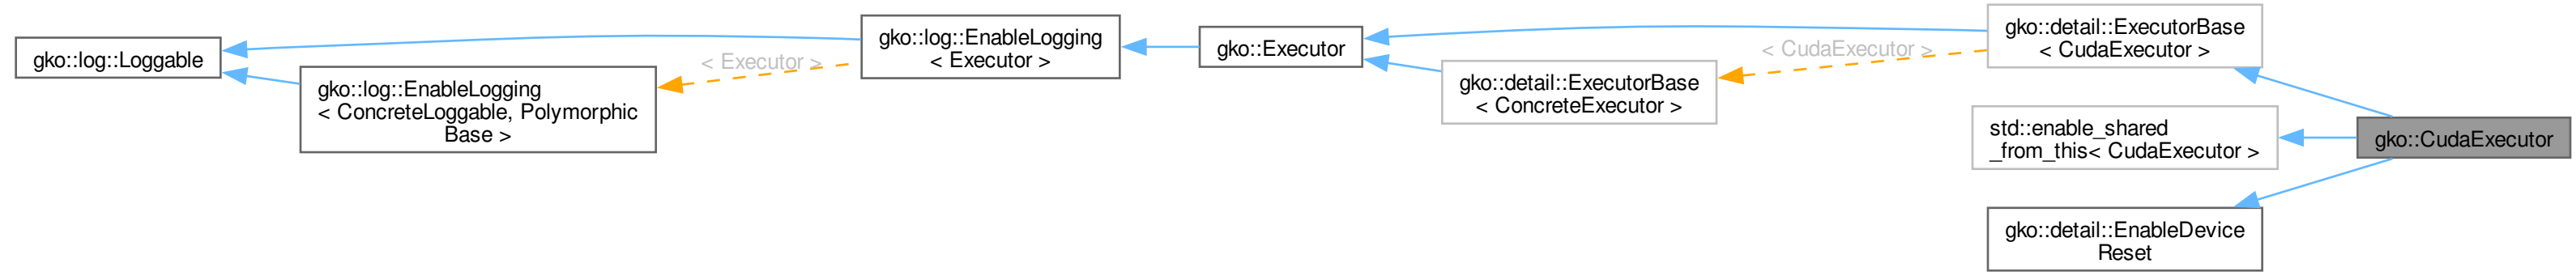 gko::log::Loggable
gko::log::EnableLogging
< ConcreteLoggable, Polymorphic
Base >
< Executor >
gko::log::EnableLogging
< Executor >
gko::Executor
gko::detail::ExecutorBase
< ConcreteExecutor >
< CudaExecutor >
gko::detail::ExecutorBase
< CudaExecutor >
std::enable_shared
_from_this< CudaExecutor >
gko::detail::EnableDevice
Reset
gko::CudaExecutor